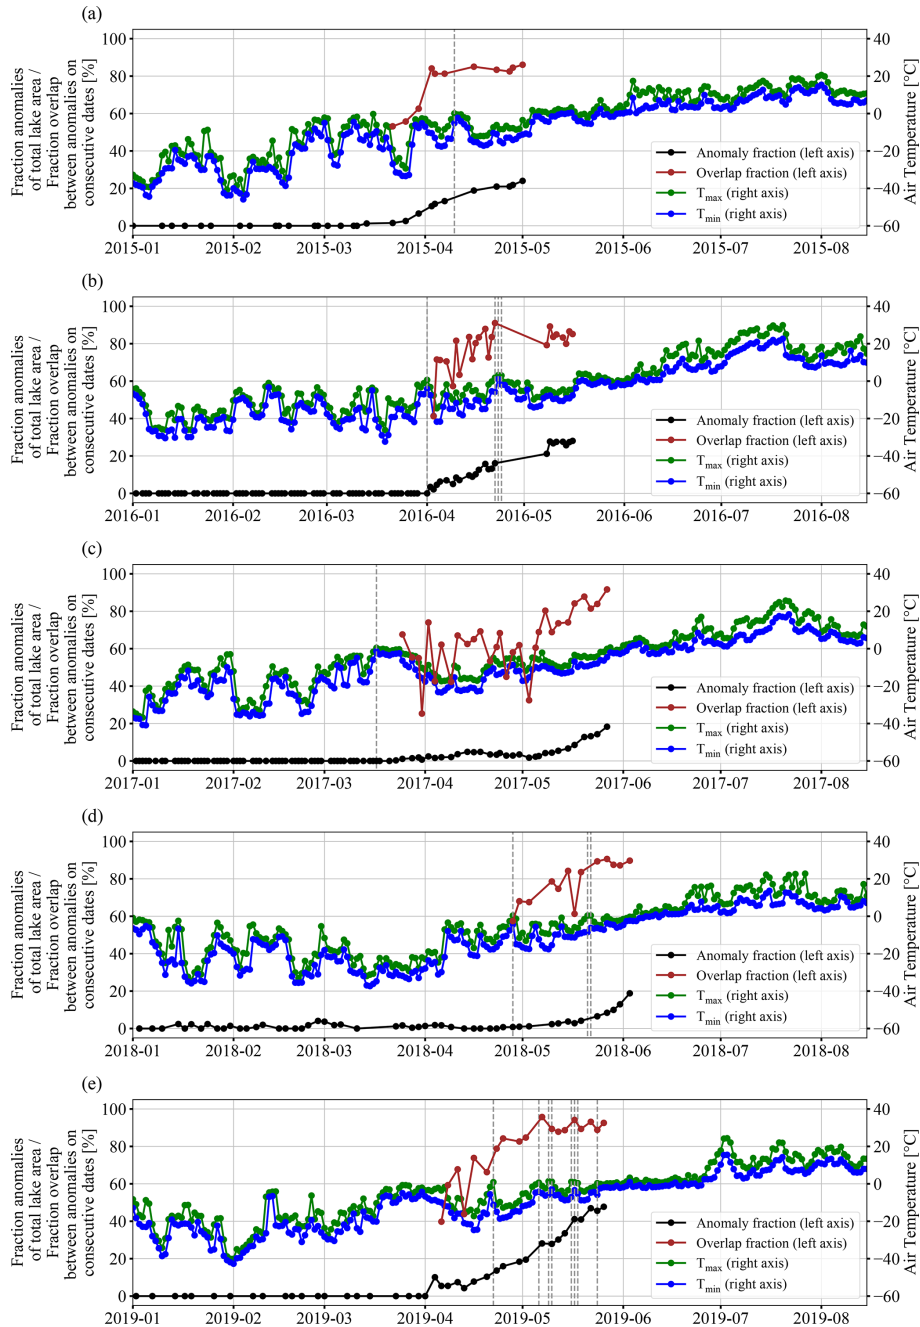 (a)
Fraction anomalies
of total lake area /
Fraction overlap
between anomalies on
consecutive dates [%]
100
80
60
40
20
0
40
20
0
−20
−40
−60
Air Temperature [°C]
Anomaly fraction (left axis)
Overlap fraction (left axis)
Tmax (right axis)
Tmin (right axis)
2015-01 2015-02 2015-03 2015-04 2015-05 2015-06 2015-07 2015-08
(b)
Fraction anomalies
of total lake area /
Fraction overlap
between anomalies on
consecutive dates [%]
100
80
60
40
20
0
40
20
0
−20
−40
−60
Air Temperature [°C]
Anomaly fraction (left axis)
Overlap fraction (left axis)
Tmax (right axis)
Tmin (right axis)
2016-01 2016-02 2016-03 2016-04 2016-05 2016-06 2016-07 2016-08
(c)
Fraction anomalies
of total lake area /
Fraction overlap
between anomalies on
consecutive dates [%]
100
80
60
40
20
0
40
20
0
−20
−40
−60
Air Temperature [°C]
Anomaly fraction (left axis)
Overlap fraction (left axis)
Tmax (right axis)
Tmin (right axis)
2017-01 2017-02 2017-03 2017-04 2017-05 2017-06 2017-07 2017-08
(d)
Fraction anomalies
of total lake area /
Fraction overlap
between anomalies on
consecutive dates [%]
100
80
60
40
20
0
40
20
0
−20
−40
−60
Air Temperature [°C]
Anomaly fraction (left axis)
Overlap fraction (left axis)
Tmax (right axis)
Tmin (right axis)
2018-01 2018-02 2018-03 2018-04 2018-05 2018-06 2018-07 2018-08
(e)
Fraction anomalies
of total lake area /
Fraction overlap
between anomalies on
consecutive dates [%]
100
80
60
40
20
0
40
20
0
−20
−40
−60
Air Temperature [°C]
Anomaly fraction (left axis)
Overlap fraction (left axis)
Tmax (right axis)
Tmin (right axis)
2019-01 2019-02 2019-03 2019-04 2019-05 2019-06 2019-07 2019-08